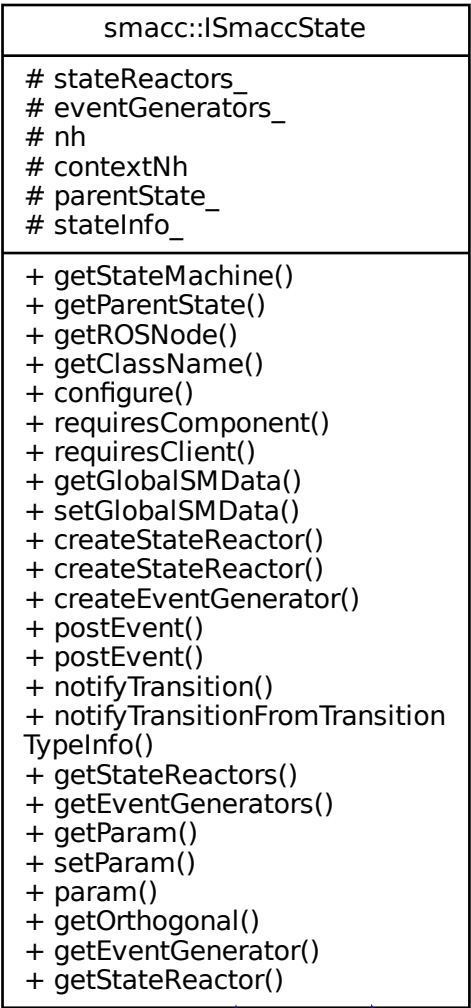 smacc::ISmaccState
# stateReactors_
# eventGenerators_
# nh
# contextNh
# parentState_
# stateInfo_
+ getStateMachine()
+ getParentState()
+ getROSNode()
+ getClassName()
+ configure()
+ requiresComponent()
+ requiresClient()
+ getGlobalSMData()
+ setGlobalSMData()
+ createStateReactor()
+ createStateReactor()
+ createEventGenerator()
+ postEvent()
+ postEvent()
+ notifyTransition()
+ notifyTransitionFromTransition
TypeInfo()
+ getStateReactors()
+ getEventGenerators()
+ getParam()
+ setParam()
+ param()
+ getOrthogonal()
+ getEventGenerator()
+ getStateReactor()